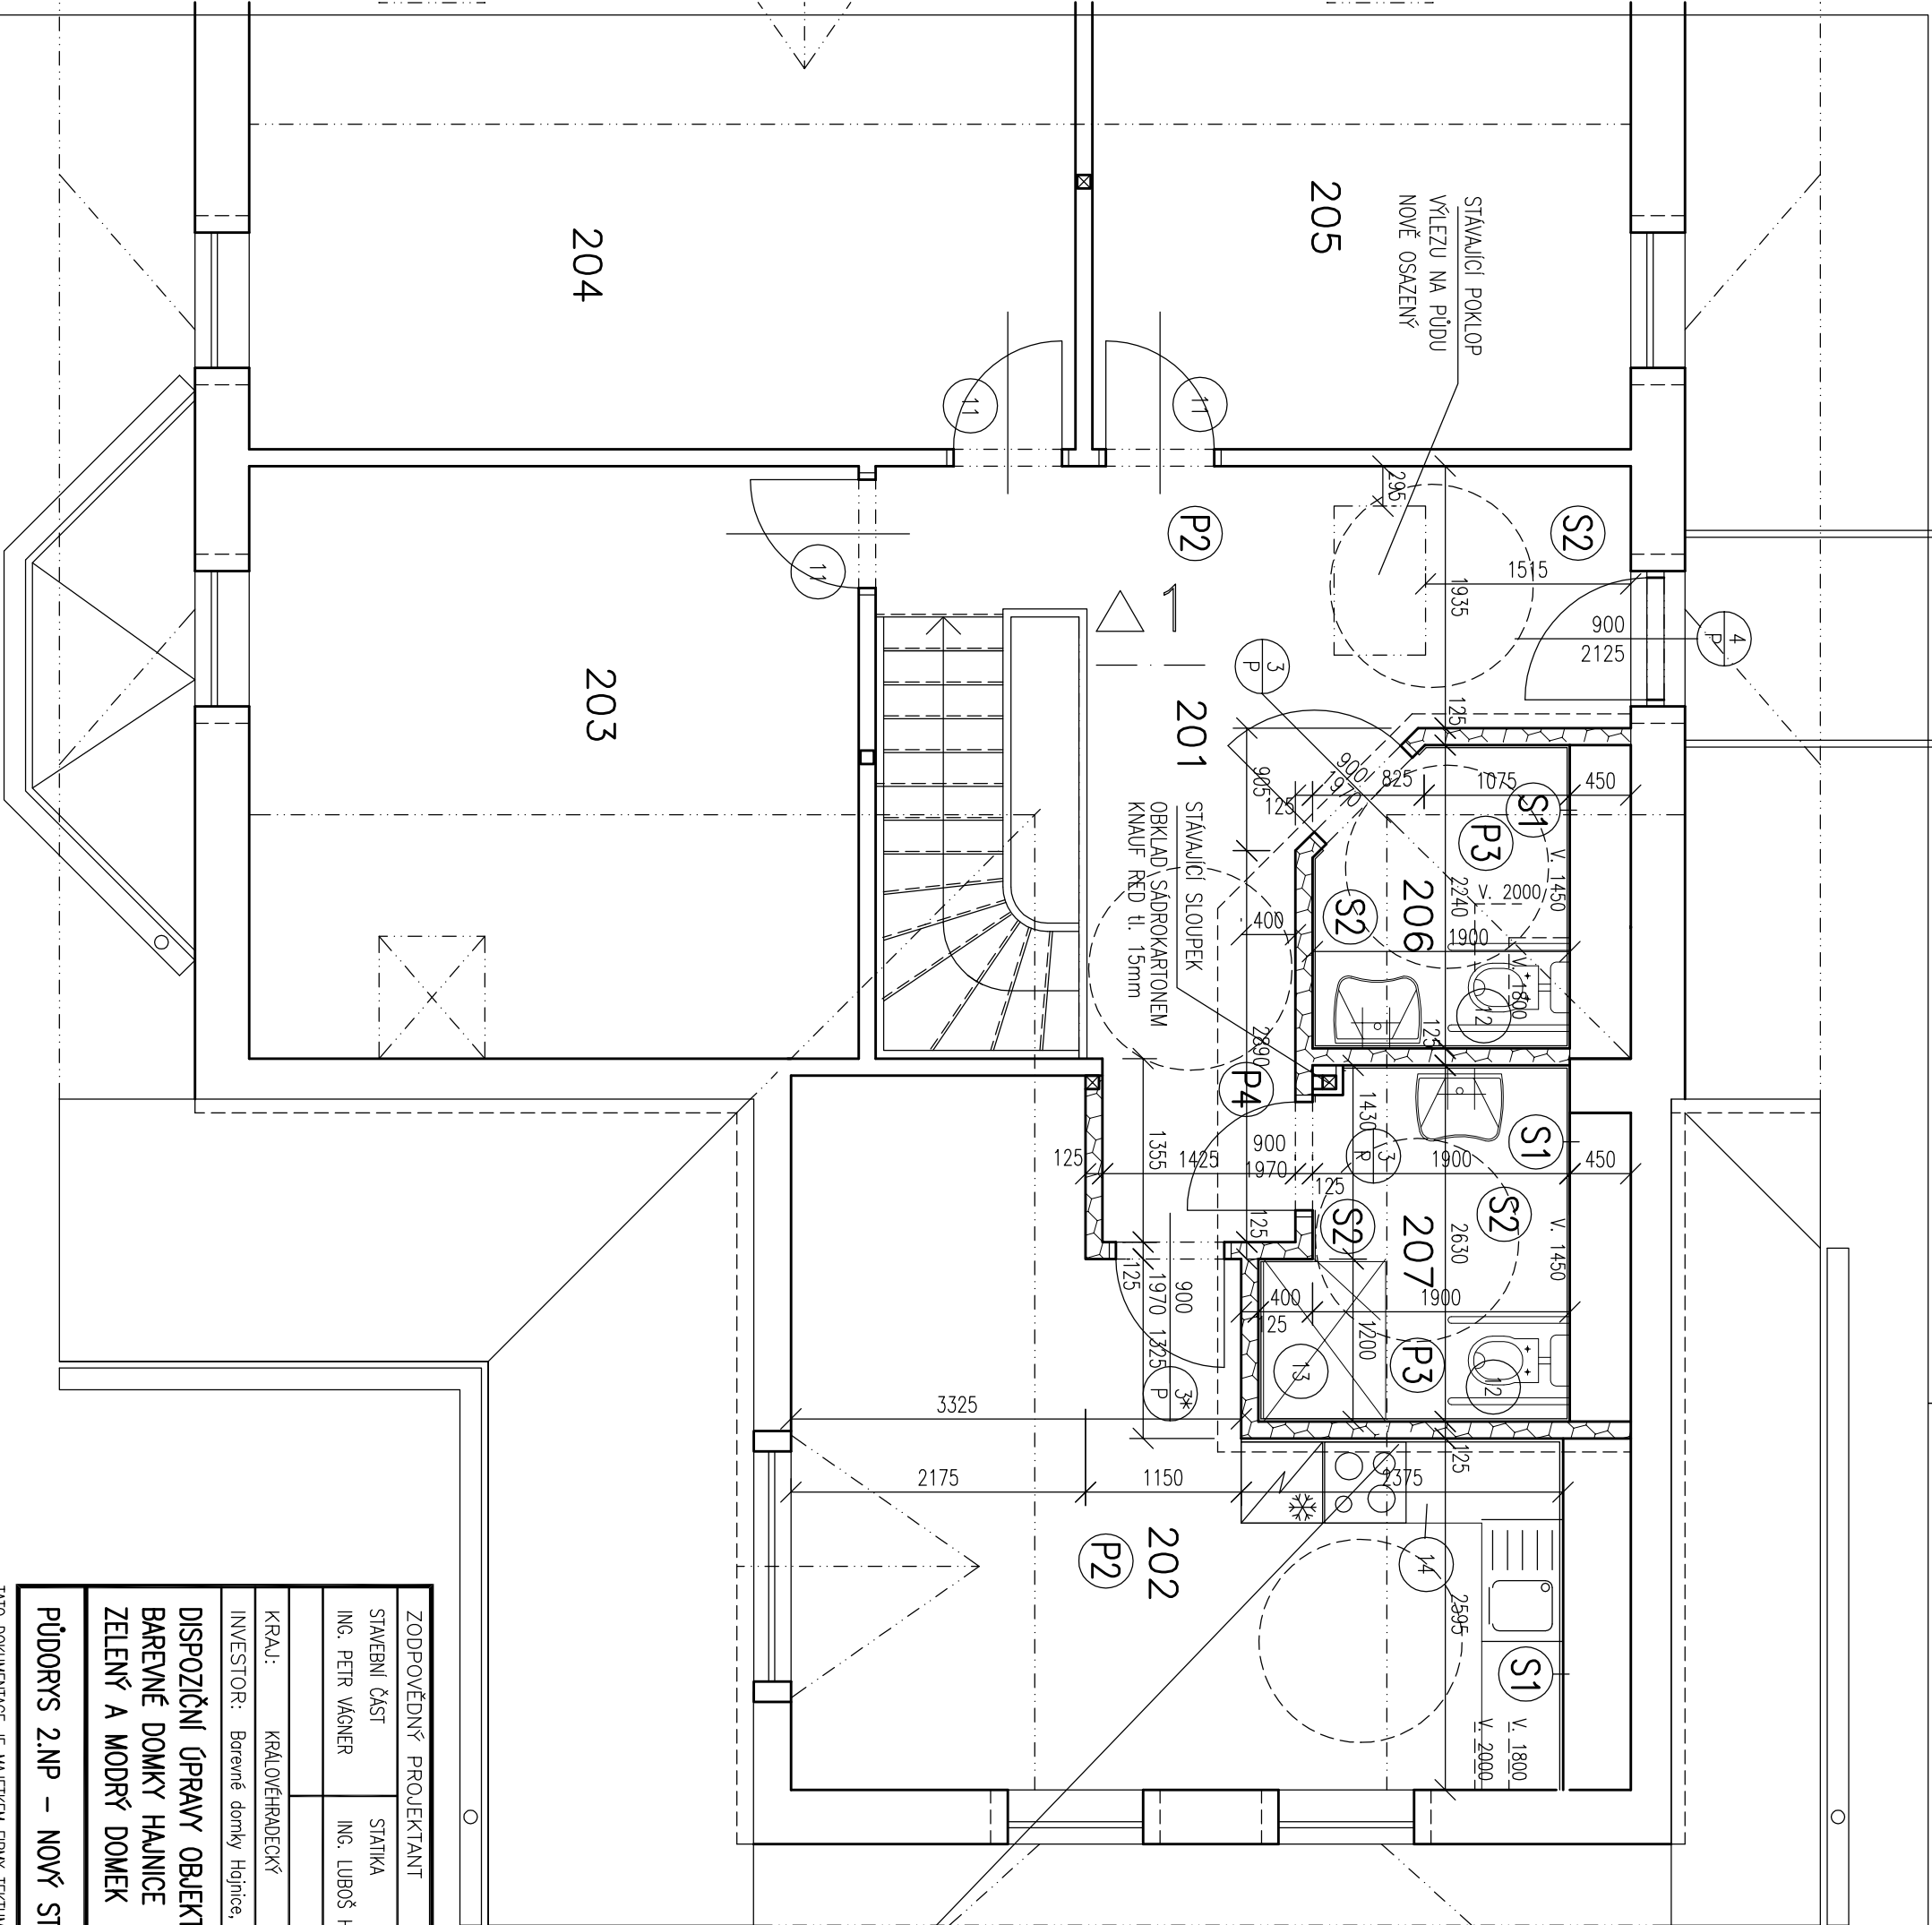 205
STÁVAJÍCÍ POKLOP
VÝLEZU NA PŮDU
NOVĚ OSAZENÝ
204
203
11
11
11
P2
S2
295
1935
1515
900
2125
4
P
1
201
3
P
125
905
125
900
1970
825
1075
450
S1
P3
V. 1450
2240
V. 2000
206
S2
1900
V. 1800
12
125
400
2890
STÁVAJÍCÍ SLOUPEK
OBKLAD SÁDROKARTONEM
KNAUF RED tl. 15mm
P4
1430
3
P
S1
125
1355
1425
900
1970
1900
450
125
S2
S2
207
2630
V. 1450
125
125
900
1970
1325
3*
P
400
125
1900
1200
13
P3
12
3325
2175
1150
2375
125
202
P2
14
2595
S1
V. 1800
V. 2000
ZODPOVĚDNÝ PROJEKTANT
STAVEBNÍ ČÁST
STATIKA
ING. PETR VÁGNER
ING. LUBOŠ
KRAJ: KRÁLOVÉHRADECKÝ
INVESTOR: Barevné domky Hajnice,
DISPOZIČNÍ ÚPRAVY OBJEKT
BAREVNÉ DOMKY HAJNICE
ZELENÝ A MODRÝ DOMEK
PŮDORYS 2.NP - NOVÝ ST